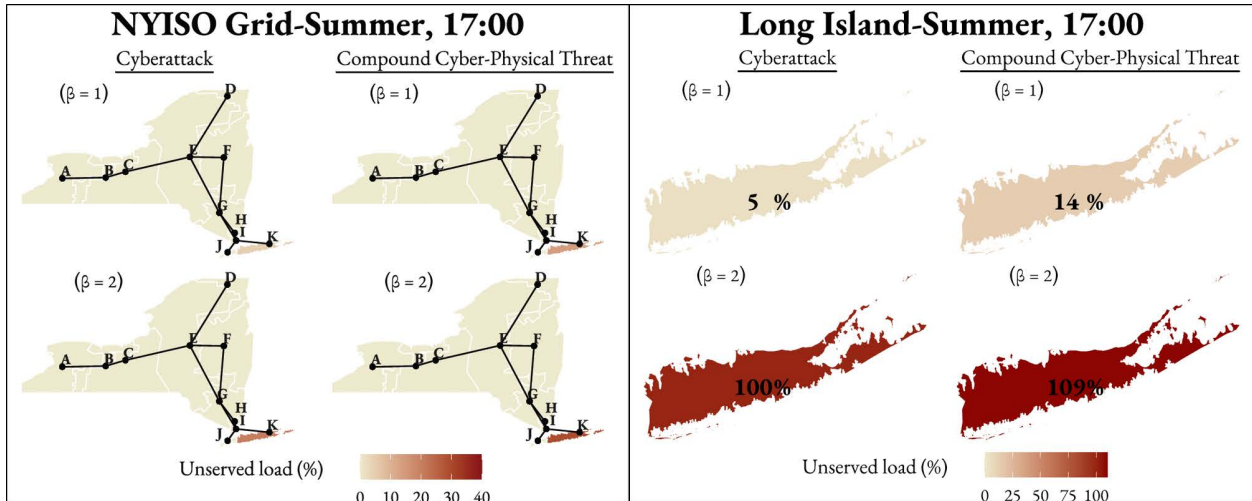 NYISO Grid-Summer, 17:00
Cyberattack
Compound Cyber-Physical Threat
(β = 1)
(β = 1)
A
B
C
D
E
F
G
H
I
J
K
A
B
C
D
E
F
G
H
I
J
K
(β = 2)
(β = 2)
A
B
C
D
E
F
G
H
I
J
K
A
B
C
D
E
F
G
H
I
J
K
Unserved load (%)
0 10 20 30 40
Long Island-Summer, 17:00
Cyberattack
Compound Cyber-Physical Threat
(β = 1)
(β = 1)
5 %
14 %
(β = 2)
(β = 2)
100%
109%
Unserved load (%)
0 25 50 75 100